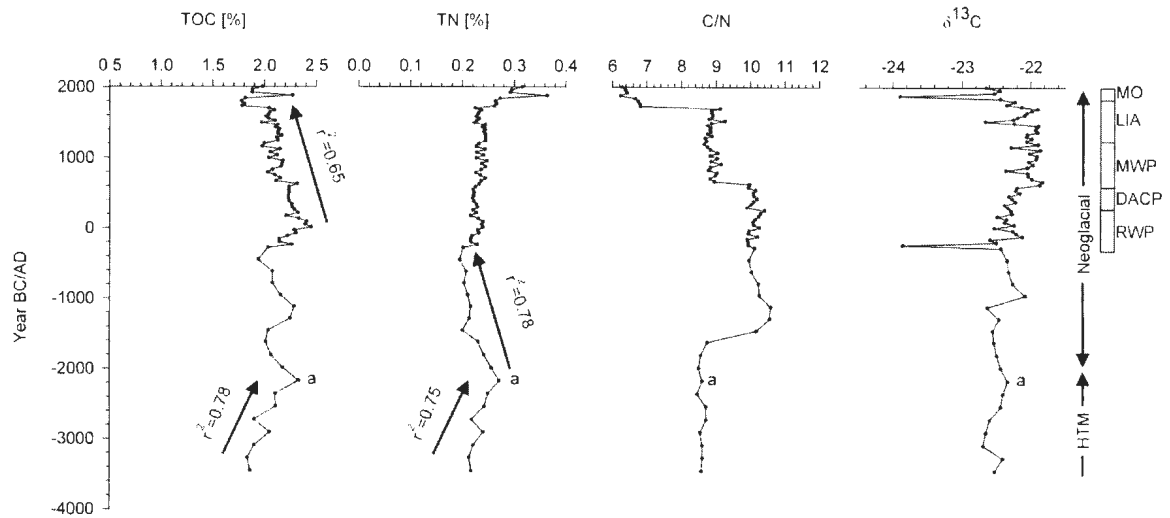 TOC [%] TN [%] C/N δ13C
0.5 1.0 1.5 2.0 2.5 0.0 0.1 0.2 0.3 0.4 6 7 8 9 10 11 12 -24 -23 -22
2000
1000
0
-1000
-2000
-3000
-4000
Year BC/AD
r²=0.65
r²=0.78
a
r²=0.78
a
r²=0.75
a
a
Neoglacial
HTM
MO
LIA
MWP
DACP
RWP